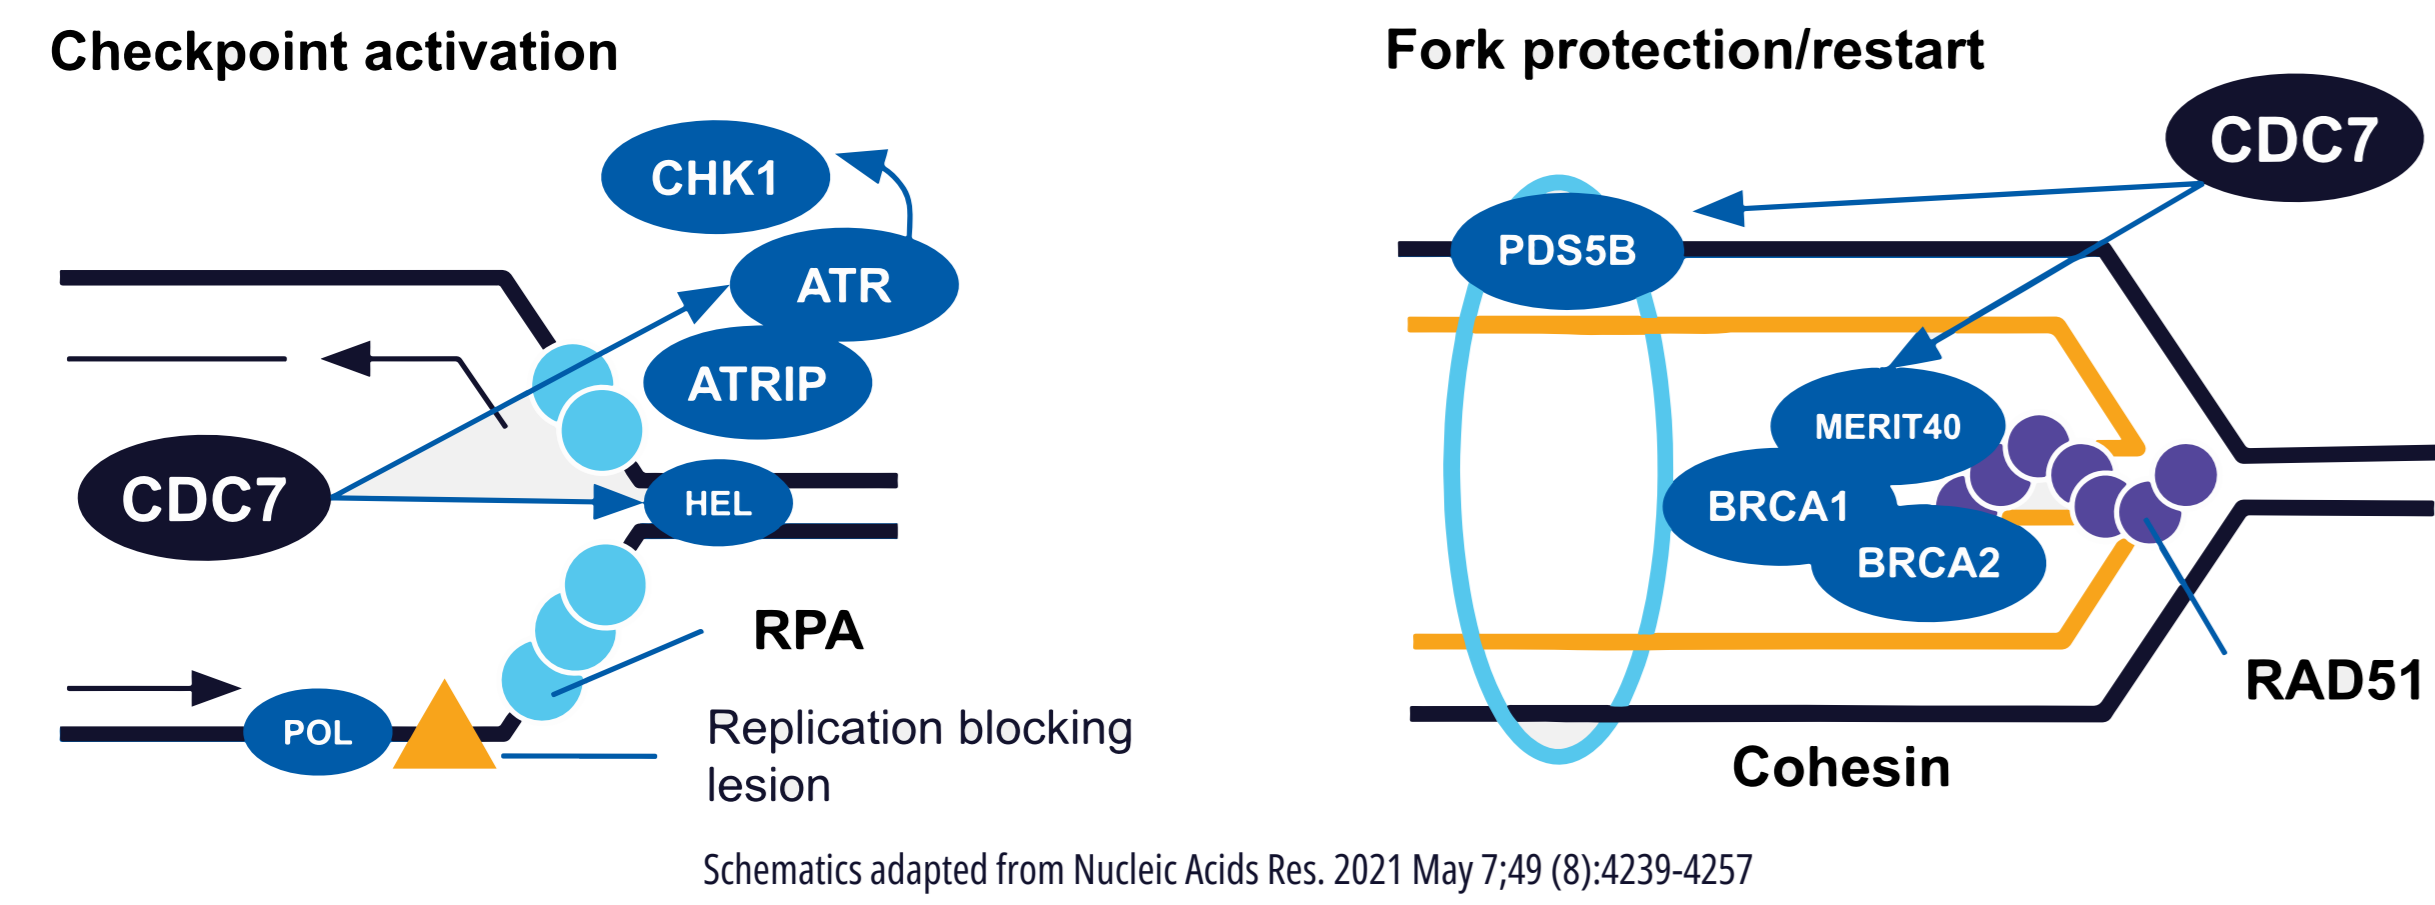 Checkpoint activation
CHK1
ATR
ATRIP
CDC7
HEL
RPA
POL
Replication blocking
lesion
Fork protection/restart
CDC7
PDS5B
MERIT40
BRCA1
BRCA2
RAD51
Cohesin
Schematics adapted from Nucleic Acids Res. 2021 May 7;49 (8):4239-4257